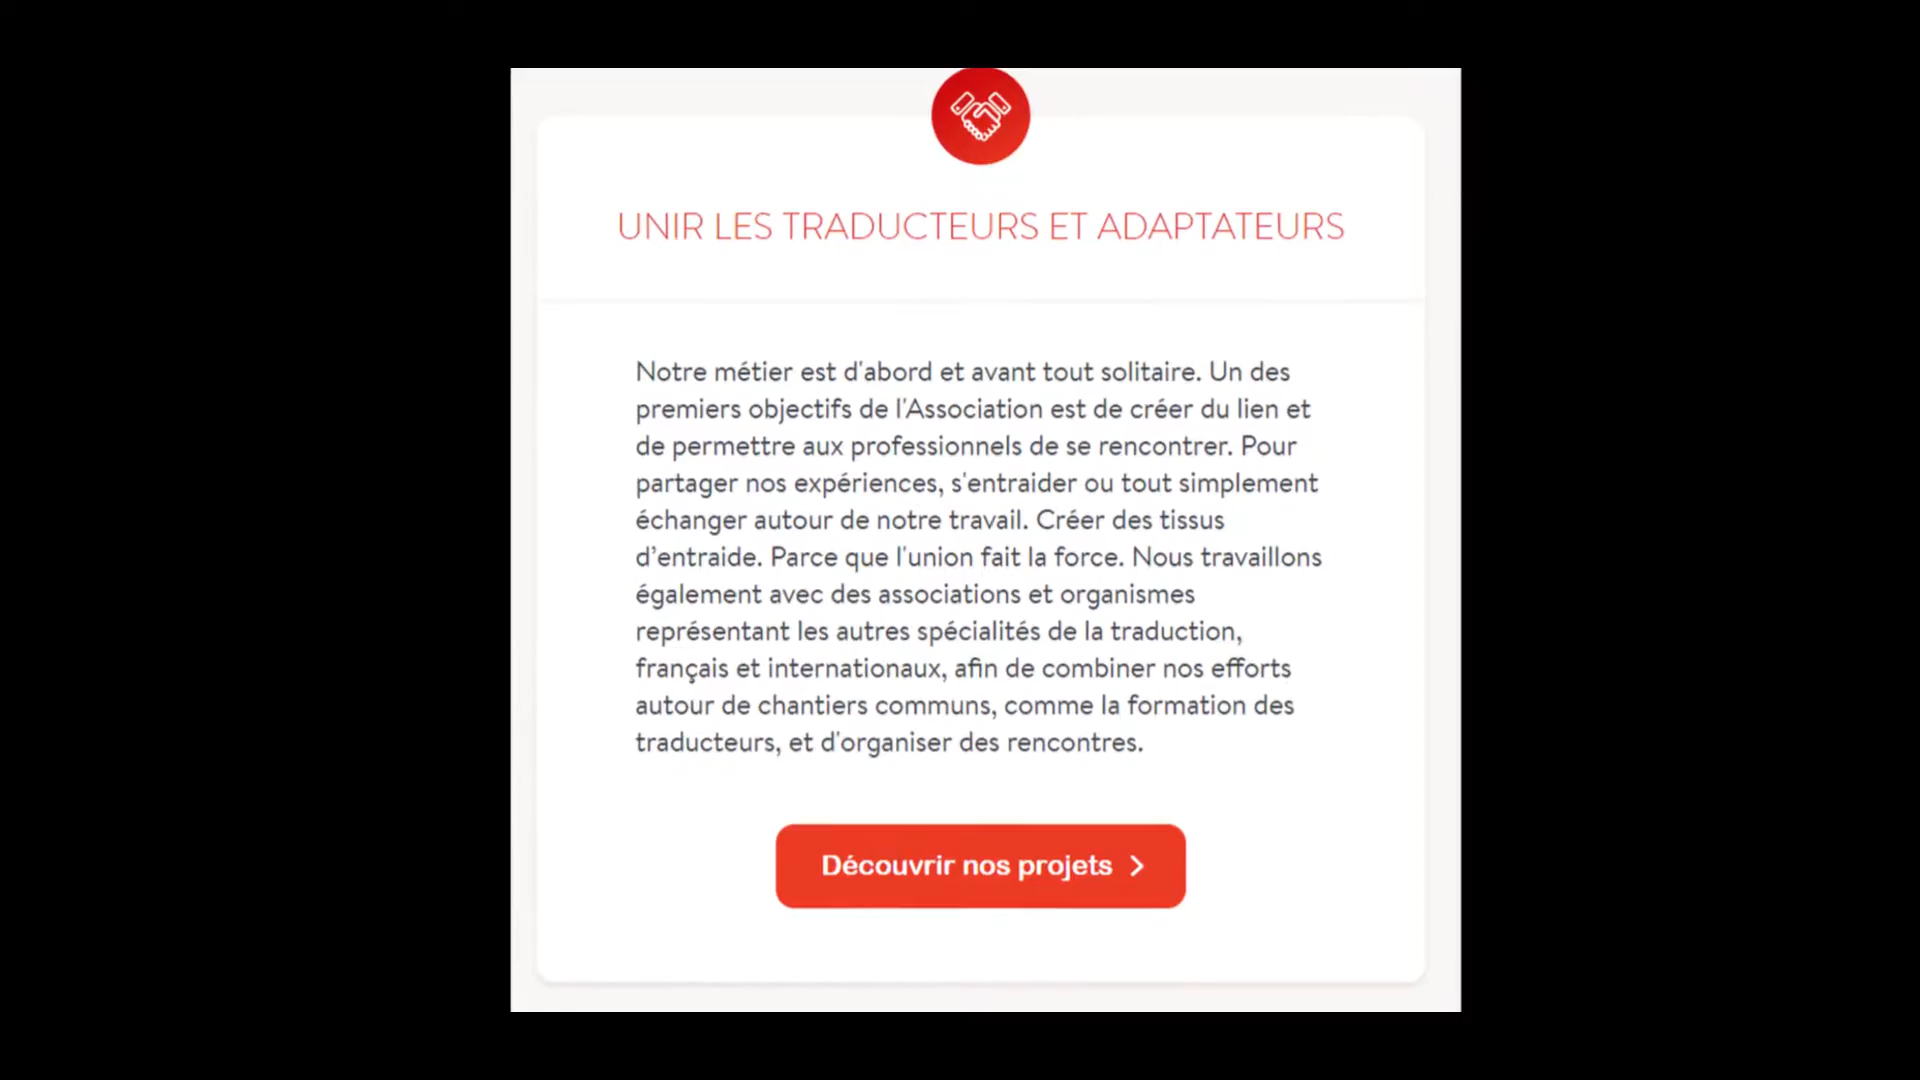 UNIR LES TRADUCTEURS ET ADAPTATEURS
Notre métier est d'abord et avant tout solitaire. Un des
premiers objectifs de l'Association est de créer du lien et
de permettre aux professionnels de se rencontrer. Pour
partager nos expériences, s'entraider ou tout simplement
échanger autour de notre travail. Créer des tissus
d’entraide. Parce que l'union fait la force. Nous travaillons
également avec des associations et organismes
représentant les autres spécialités de la traduction,
français et internationaux, afin de combiner nos efforts
autour de chantiers communs, comme la formation des
traducteurs, et d'organiser des rencontres.
Découvrir nos projets